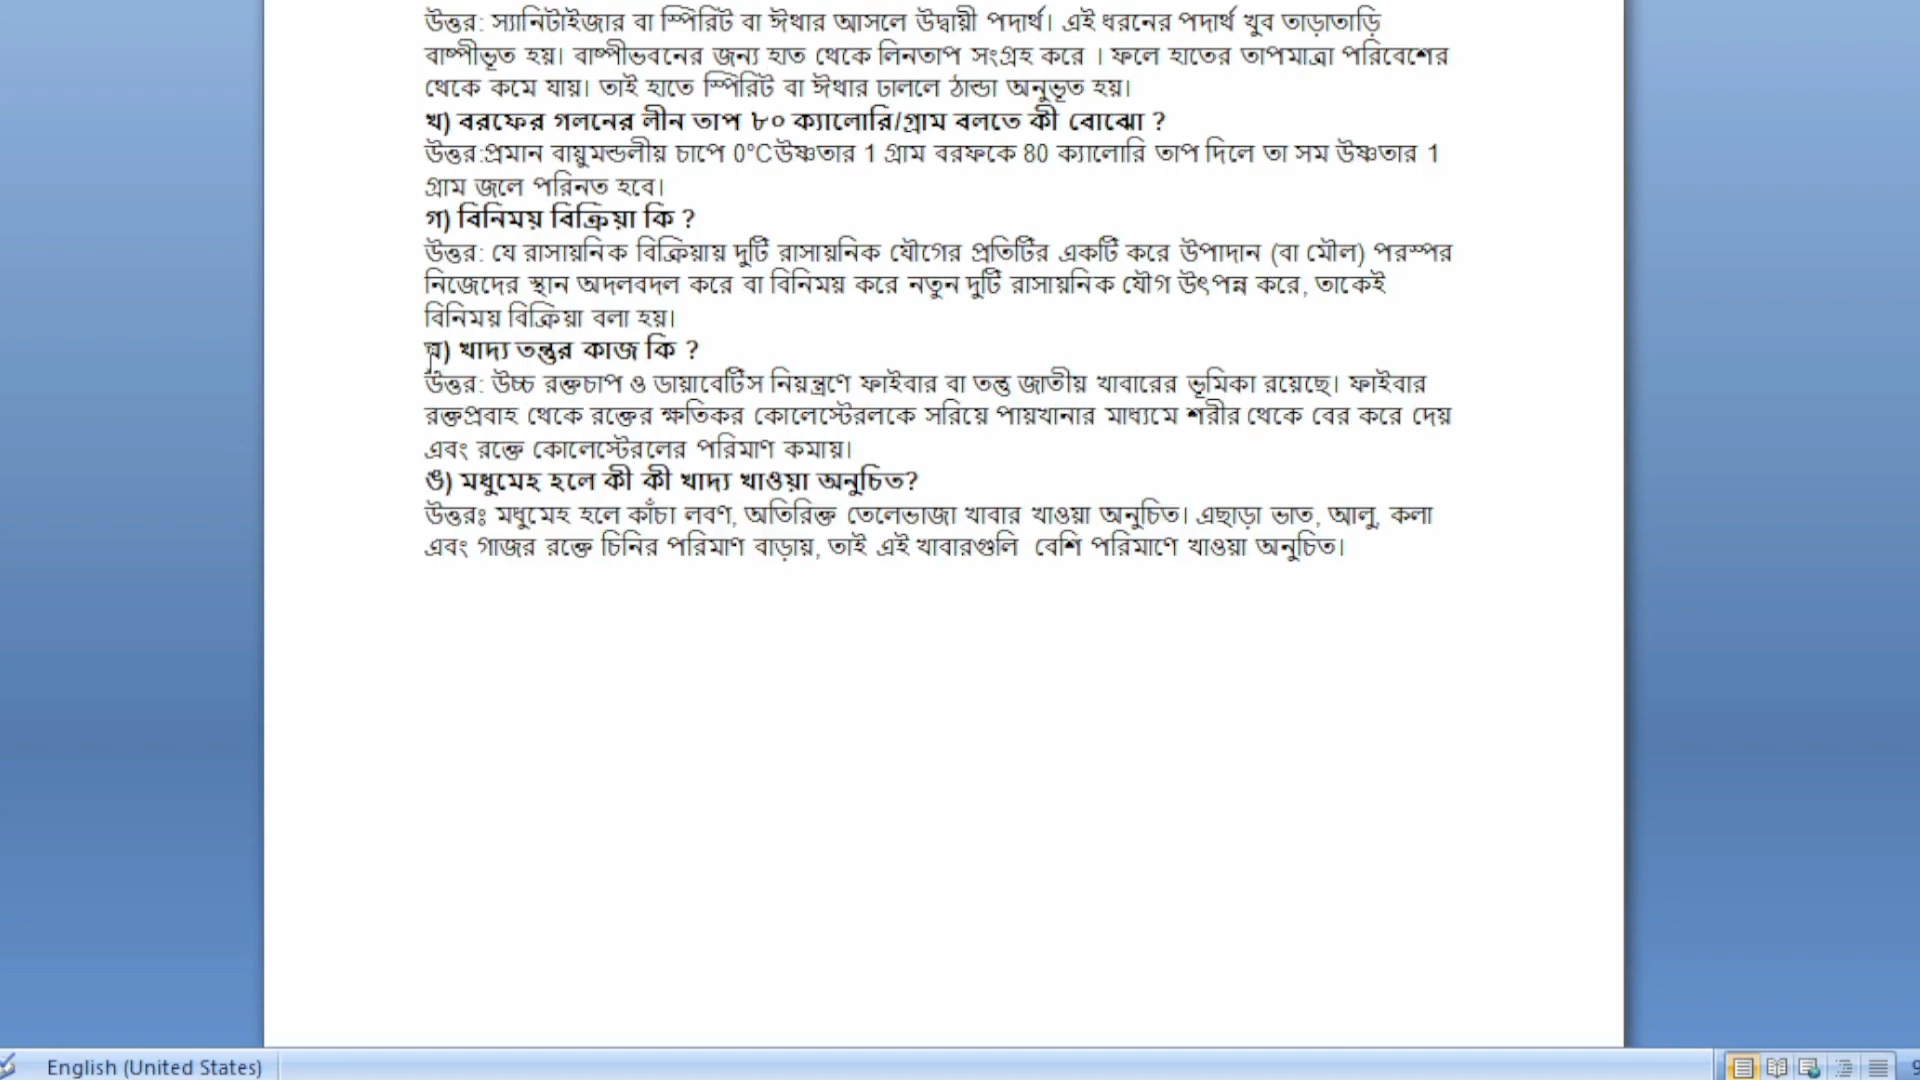 উত্তর: স্যানিটাইজার বা স্পিরিট বা ঈথার আসলে উদ্বায়ী পদার্থ। এই ধরনের পদার্থ খুব তাড়াতাড়ি
বাষ্পীভূত হয়। বাষ্পীভবনের জন্য হাত থেকে লিনতাপ সংগ্রহ করে । ফলে হাতের তাপমাত্রা পরিবেশের
থেকে কমে যায়। তাই হাতে স্পিরিট বা ঈথার ঢাললে ঠান্ডা অনুভূত হয়।
খ) বরফের গলনের লীন তাপ ৮০ ক্যালোরি/গ্রাম বলতে কী বোঝো ?
উত্তর:প্রমান বায়ুমন্ডলীয় চাপে 0°C উষ্ণতার 1 গ্রাম বরফকে 80 ক্যালোরি তাপ দিলে তা সম উষ্ণতার 1
গ্রাম জলে পরিনত হবে।
গ) বিনিময় বিক্রিয়া কি ?
উত্তর: যে রাসায়নিক বিক্রিয়ায় দুটি রাসায়নিক যৌগের প্রতিটির একটি করে উপাদান (বা মৌল) পরস্পর
নিজেদের স্থান অদলবদল করে বা বিনিময় করে নতুন দুটি রাসায়নিক যৌগ উৎপন্ন করে, তাকেই
বিনিময় বিক্রিয়া বলা হয়।
ঘ) খাদ্য তন্তুর কাজ কি ?
উত্তর: উচ্চ রক্তচাপ ও ডায়াবেটিস নিয়ন্ত্রণে ফাইবার বা তন্তু জাতীয় খাবারের ভূমিকা রয়েছে। ফাইবার
রক্তপ্রবাহ থেকে রক্তের ক্ষতিকর কোলেস্টেরলকে সরিয়ে পায়খানার মাধ্যমে শরীর থেকে বের করে দেয়
এবং রক্তে কোলেস্টেরলের পরিমাণ কমায়।
ঙ) মধুমেহ হলে কী কী খাদ্য খাওয়া অনুচিত?
উত্তরঃ মধুমেহ হলে কাঁচা লবণ, অতিরিক্ত তেলেভাজা খাবার খাওয়া অনুচিত। এছাড়া ভাত, আলু, কলা
এবং গাজর রক্তে চিনির পরিমাণ বাড়ায়, তাই এই খাবারগুলি বেশি পরিমাণে খাওয়া অনুচিত।
English (United States)